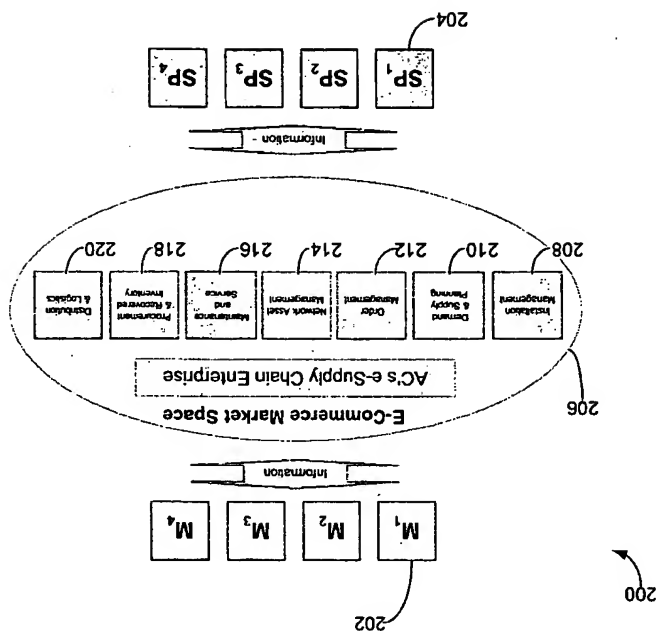 202
200
M1 M2 M3 M4
Information
E-Commerce Market Space
206
AC's e-Supply Chain Enterprise
Installation
Management
Demand
& Supply
Planning
Order
Management
Network Asset
Management
Maintenance
and
Service
Procurement
& Recovered
Inventory
Distribution
& Logistics
208 210 212 214 216 218 220
Information
SP1 SP2 SP3 SP4
204